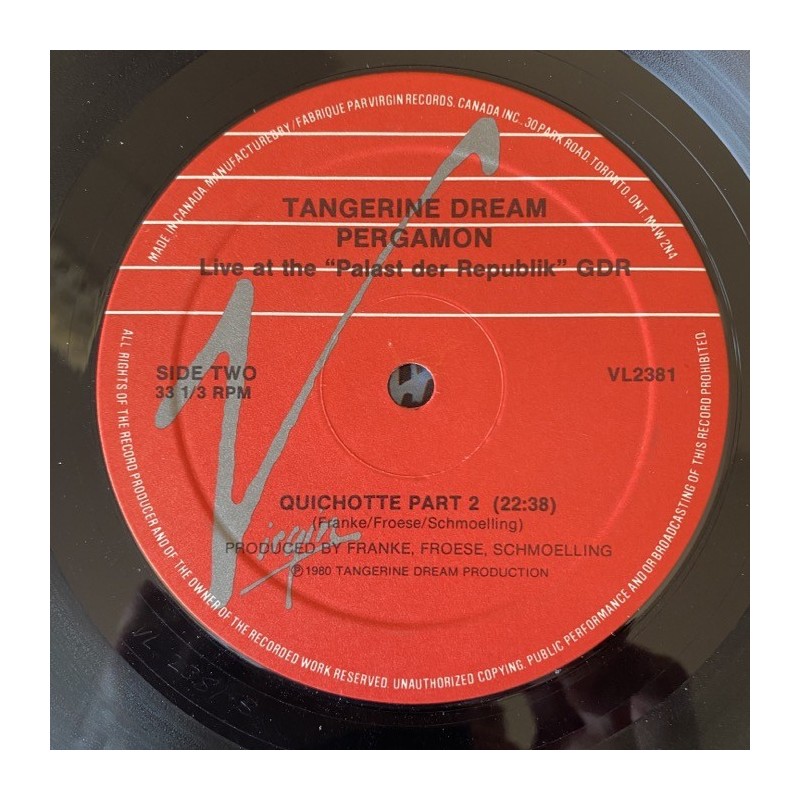 MADE IN CANADA. MANUFACTURED BY / FABRIQUE PAR VIRGIN RECORDS, CANADA INC., 30 PARK ROAD, TORONTO, ONT. M4W 2N4
TANGERINE DREAM
PERGAMON
Live at the "Palast der Republik" GDR
SIDE TWO
33 1/3 RPM
VL2381
QUICHOTTE PART 2 (22:38)
(Franke/Froese/Schmoelling)
Virgin
PRODUCED BY FRANKE, FROESE, SCHMOELLING
℗ 1980 TANGERINE DREAM PRODUCTION
ALL RIGHTS OF THE RECORD PRODUCER AND OF THE OWNER OF THE RECORDED WORK RESERVED. UNAUTHORIZED COPYING, PUBLIC PERFORMANCE AND/OR BROADCASTING OF THIS RECORD PROHIBITED.